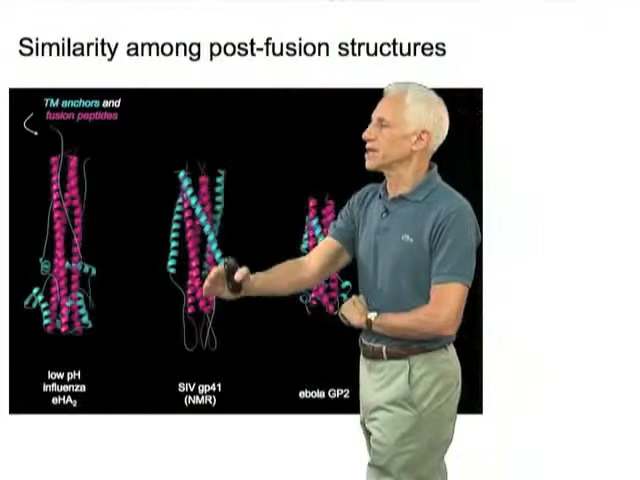 Similarity among post-fusion structures
TM anchors and
fusion peptides
low pH
influenza
eHA2
SIV gp41
(NMR)
ebola GP2